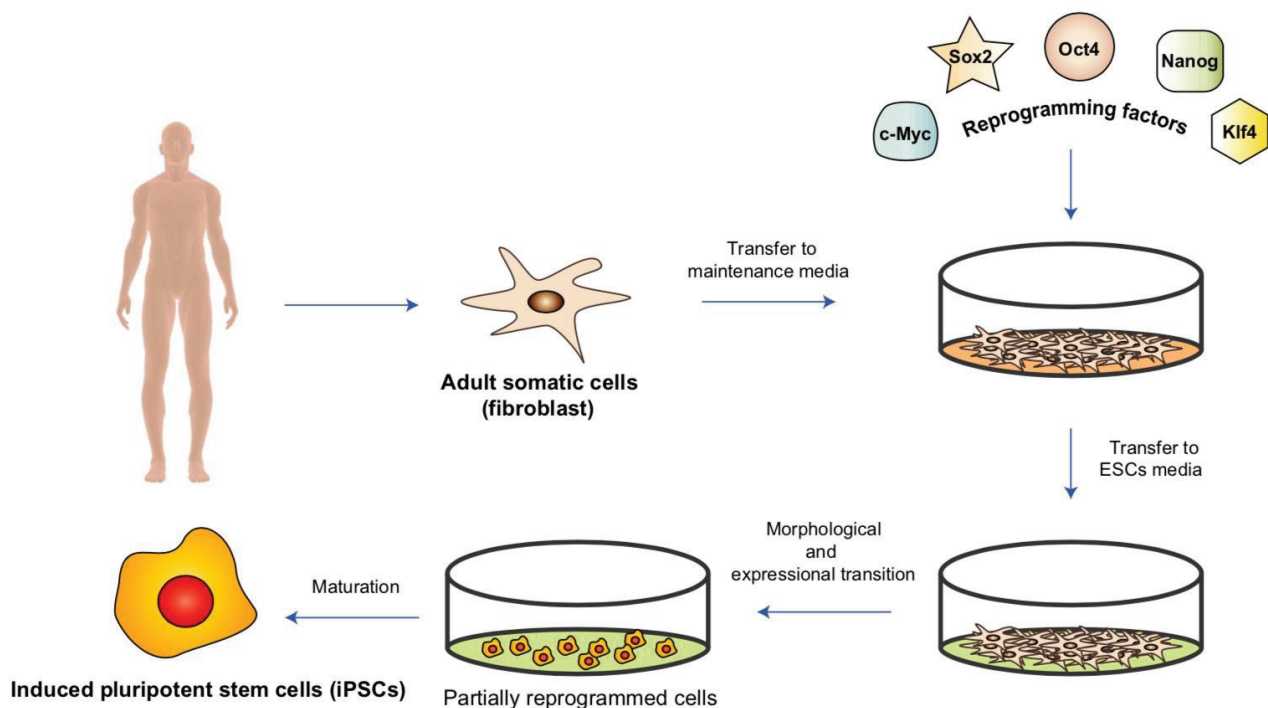 Sox2
Oct4
Nanog
c-Myc
Reprogramming factors
Klf4
Transfer to
maintenance media
Adult somatic cells
(fibroblast)
Transfer to
ESCs media
Morphological
and
expressional transition
Maturation
Induced pluripotent stem cells (iPSCs)
Partially reprogrammed cells